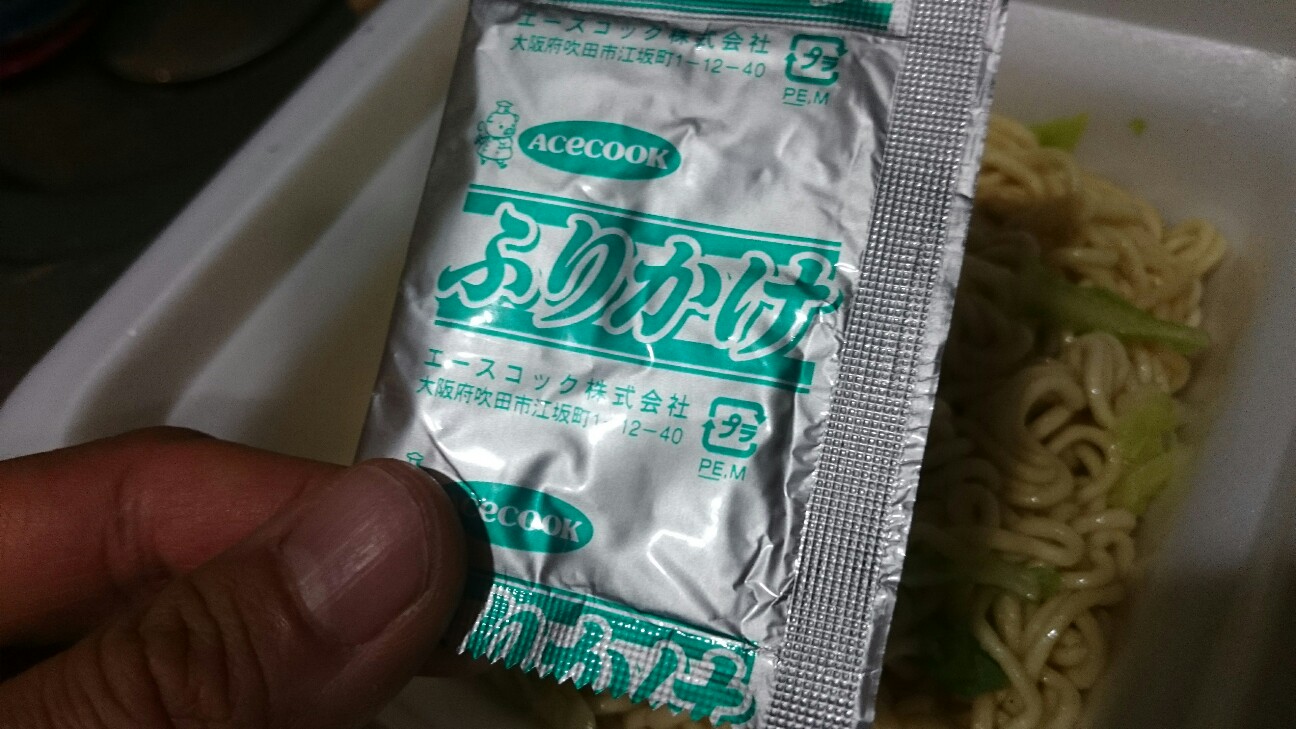 エースコック株式会社
大阪府吹田市江坂町1-12-40
プラ
PE,M
Acecook
ふりかけ
エースコック株式会社
大阪府吹田市江坂町1-12-40
プラ
PE,M
cecook